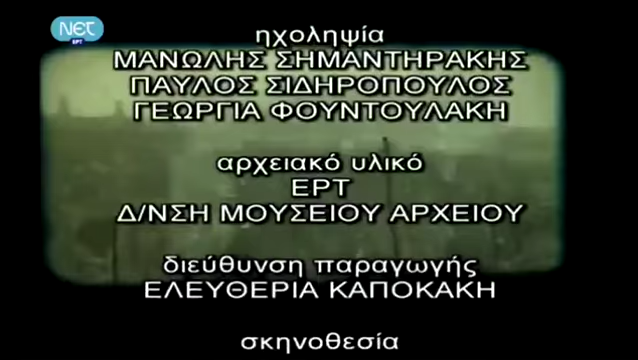 NET
ΕΡΤ
ηχοληψία
ΜΑΝΩΛΗΣ ΣΗΜΑΝΤΗΡΑΚΗΣ
ΠΑΥΛΟΣ ΣΙΔΗΡΟΠΟΥΛΟΣ
ΓΕΩΡΓΙΑ ΦΟΥΝΤΟΥΛΑΚΗ
αρχειακό υλικό
ΕΡΤ
Δ/ΝΣΗ ΜΟΥΣΕΙΟΥ ΑΡΧΕΙΟΥ
διεύθυνση παραγωγής
ΕΛΕΥΘΕΡΙΑ ΚΑΠΟΚΑΚΗ
σκηνοθεσία